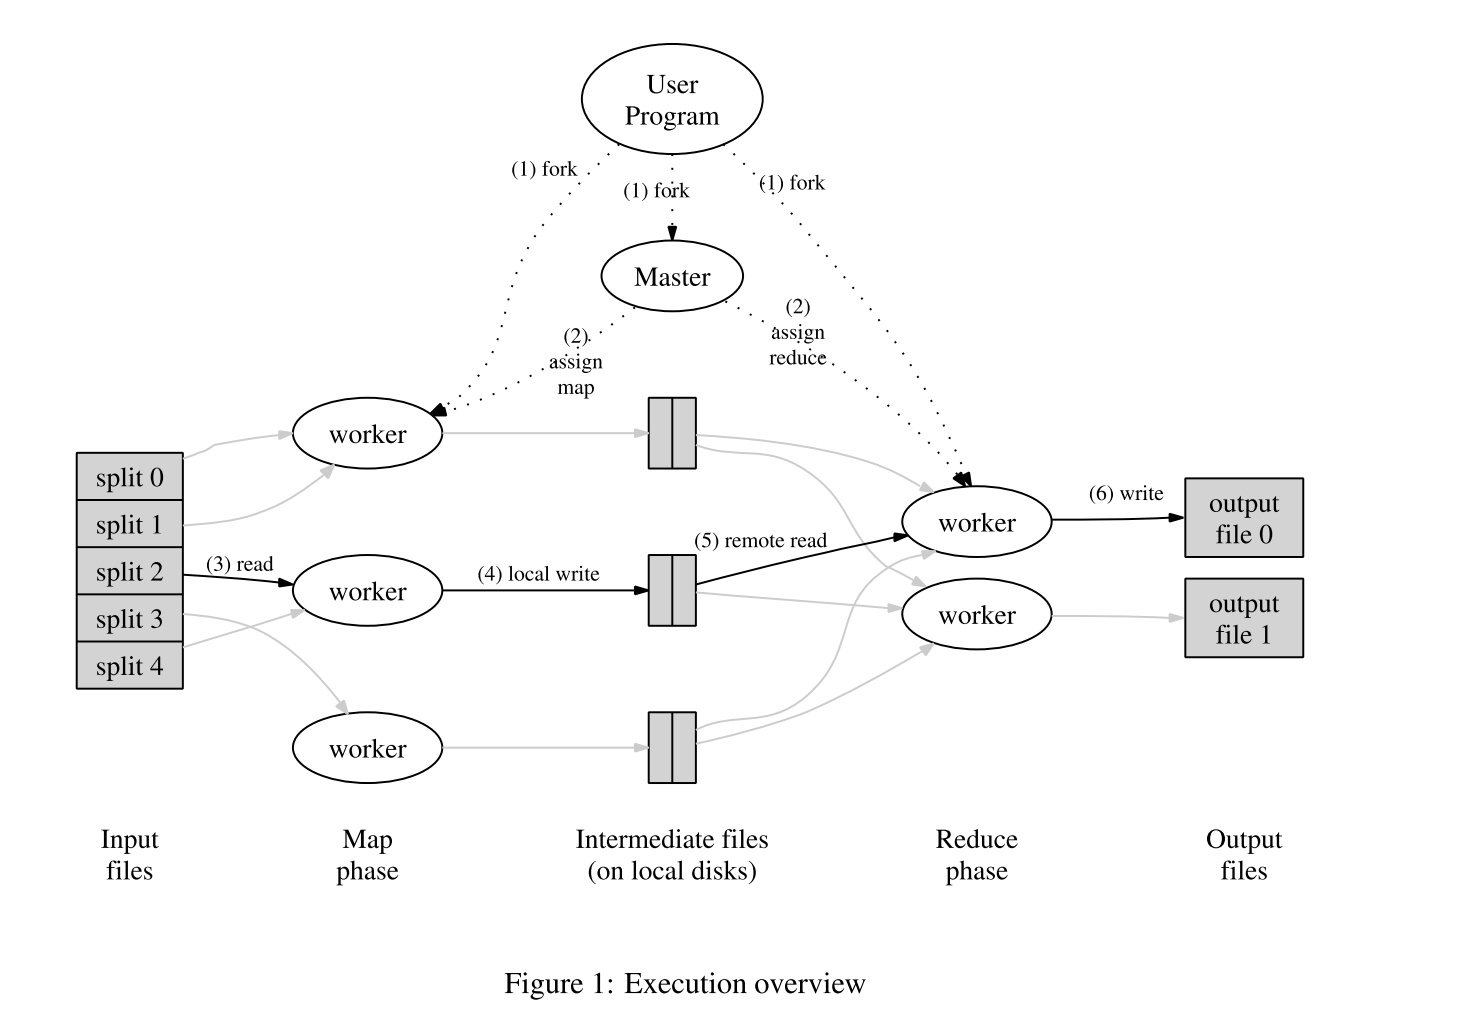 User
Program
(1) fork
(1) fork
(1) fork
Master
(2)
assign
map
(2)
assign
reduce
worker
split 0
split 1
split 2
split 3
split 4
(3) read
worker
(4) local write
worker
(5) remote read
worker
worker
(6) write
output
file 0
output
file 1
Input
files
Map
phase
Intermediate files
(on local disks)
Reduce
phase
Output
files
Figure 1: Execution overview